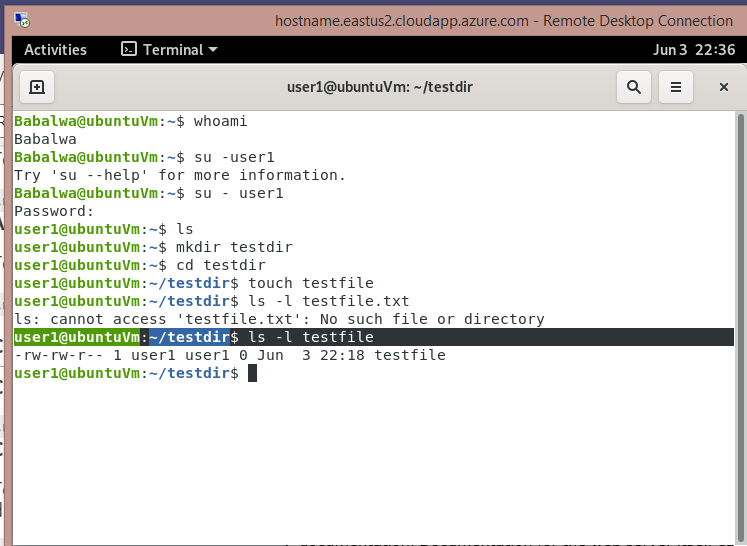 hostname.eastus2.cloudapp.azure.com - Remote Desktop Connection
Activities Terminal Jun 3 22:36
user1@ubuntuVm: ~/testdir
Babalwa@ubuntuVm:~$ whoami
Babalwa
Babalwa@ubuntuVm:~$ su -user1
Try 'su --help' for more information.
Babalwa@ubuntuVm:~$ su - user1
Password:
user1@ubuntuVm:~$ ls
user1@ubuntuVm:~$ mkdir testdir
user1@ubuntuVm:~$ cd testdir
user1@ubuntuVm:~/testdir$ touch testfile
user1@ubuntuVm:~/testdir$ ls -l testfile.txt
ls: cannot access 'testfile.txt': No such file or directory
user1@ubuntuVm:~/testdir$ ls -l testfile
-rw-rw-r-- 1 user1 user1 0 Jun  3 22:18 testfile
user1@ubuntuVm:~/testdir$